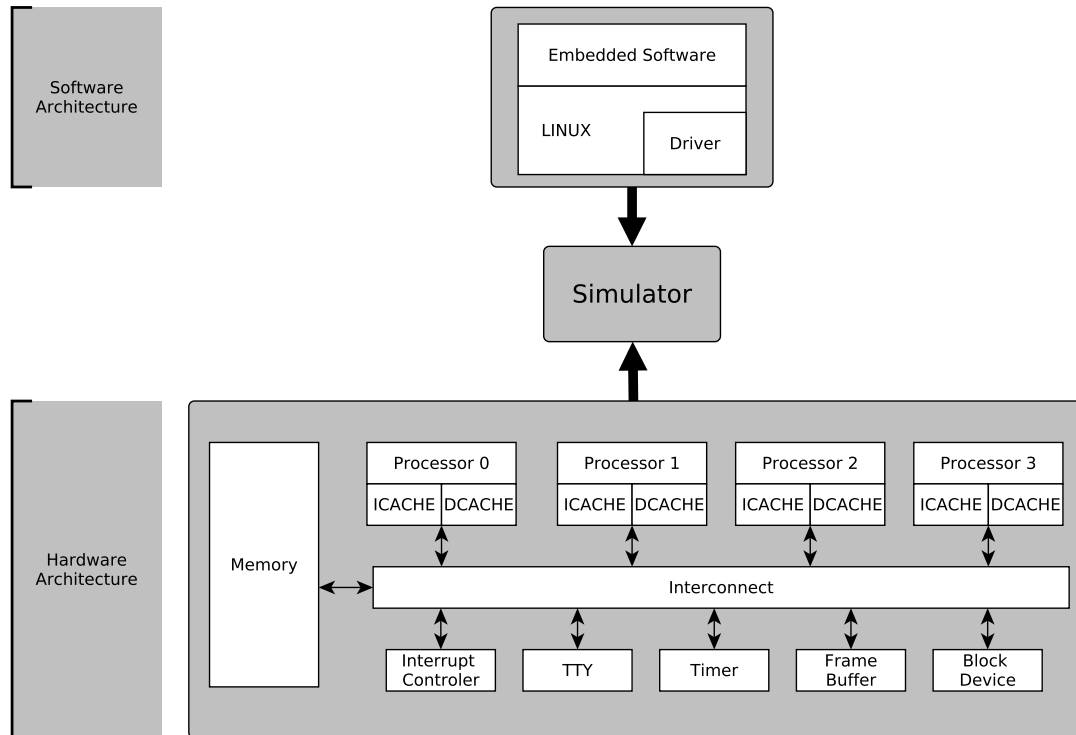 Software
Architecture
Embedded Software
LINUX
Driver
Simulator
Hardware
Architecture
Memory
Processor 0
ICACHE
DCACHE
Processor 1
ICACHE
DCACHE
Processor 2
ICACHE
DCACHE
Processor 3
ICACHE
DCACHE
Interconnect
Interrupt
Controler
TTY
Timer
Frame
Buffer
Block
Device